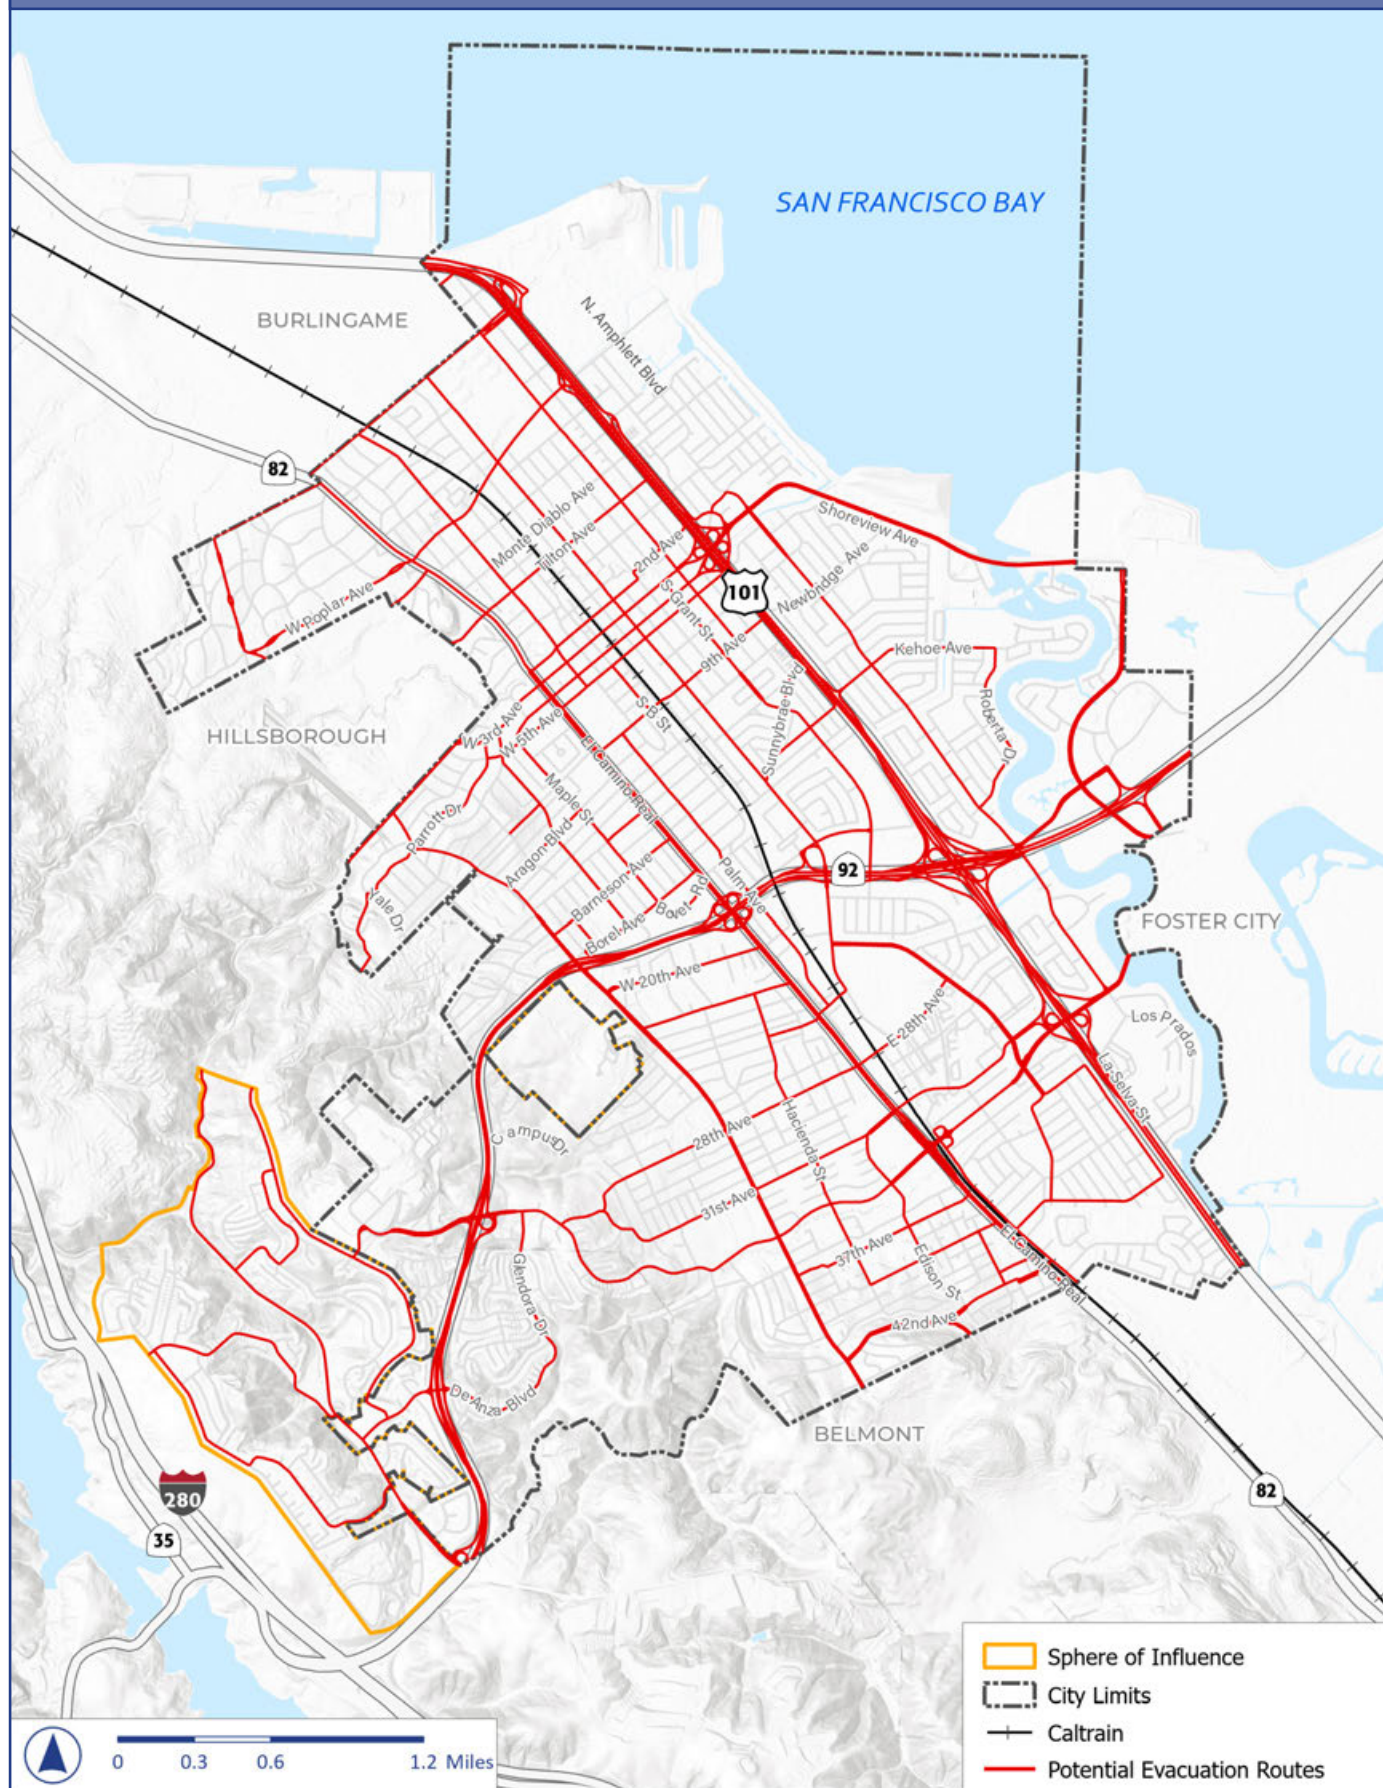 SAN FRANCISCO BAY
BURLINGAME
N. Amphlett Blvd
82
Monte Diablo Ave
Tilton Ave
2nd Ave
Shoreview Ave
101
Newbridge Ave
S Grant St
9th Ave
W Poplar Ave
Kehoe Ave
Roberta Dr
Sunnybrae Blvd
S B St
HILLSBOROUGH
W 3rd Ave
W 5th Ave
El Camino Real
Maple St
Parrott Dr
Aragon Blvd
Barneson Ave
Bovet Rd
Palm Ave
92
Yale Dr
Borel Ave
FOSTER CITY
W 20th Ave
E 28th Ave
Los Prados
La Selva St
Campus Dr
28th Ave
Hacienda St
31st Ave
37th Ave
Edison St
El Camino Real
Glendora Dr
42nd Ave
De Anza Blvd
BELMONT
280
35
82
Sphere of Influence
City Limits
Caltrain
Potential Evacuation Routes
0 0.3 0.6 1.2 Miles